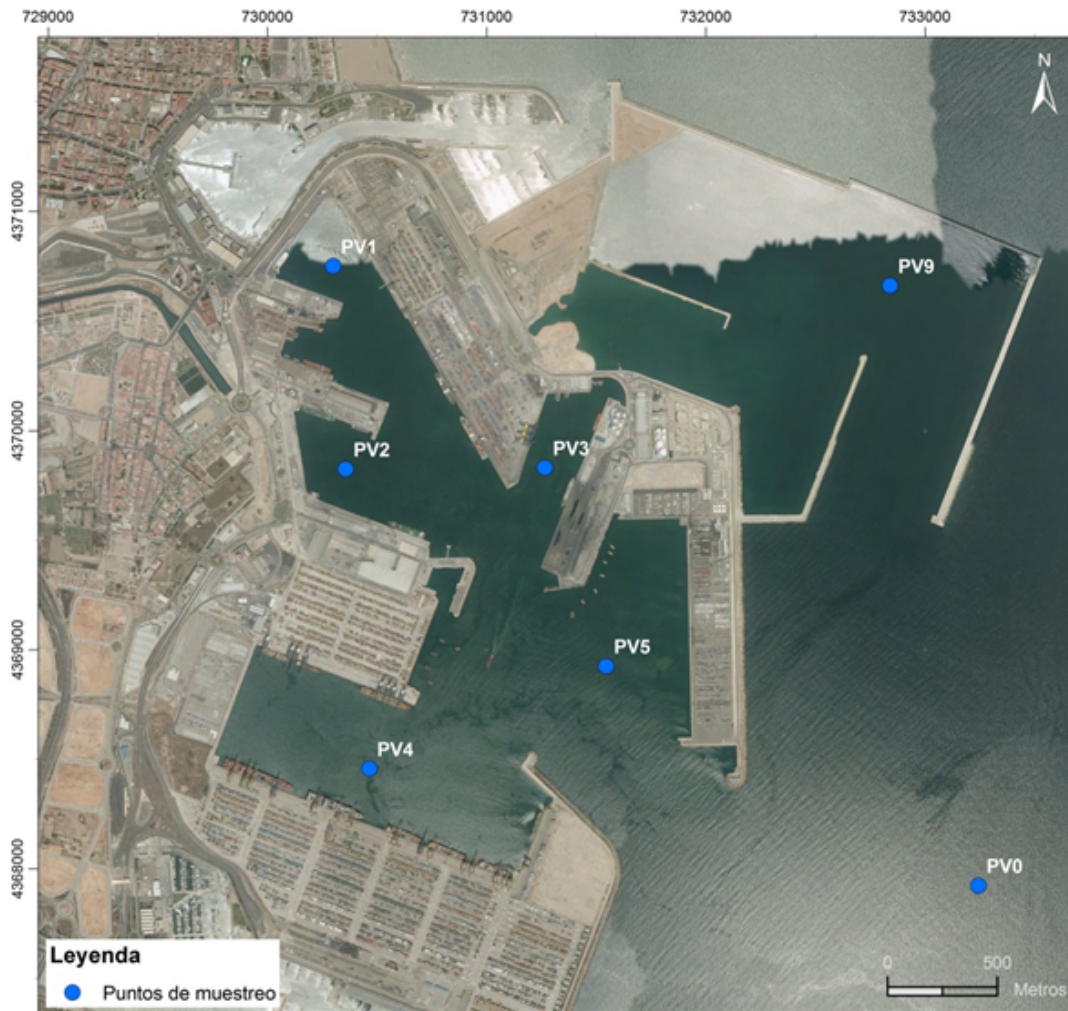 729000 730000 731000 732000 733000
N
4371000
PV1
PV9
4370000
PV2
PV3
4369000
PV5
PV4
4368000
PV0
Leyenda
Puntos de muestreo
0 500
Metros